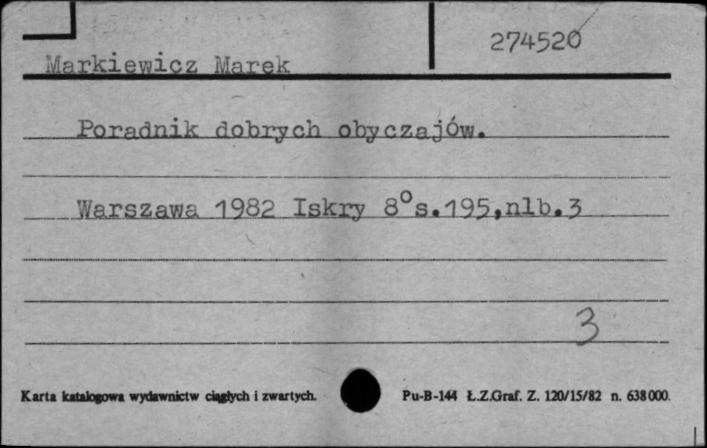 274520
Markiewicz Marek
Poradnik dobrych obyczajów.
Warszawa 1982 Iskry 8°s.195,nlb.3
3
Karta katalogowa wydawnictw ciągłych i zwartych. Pu-B-144 Ł.Z.Graf. Z. 120/15/82 n. 638000.